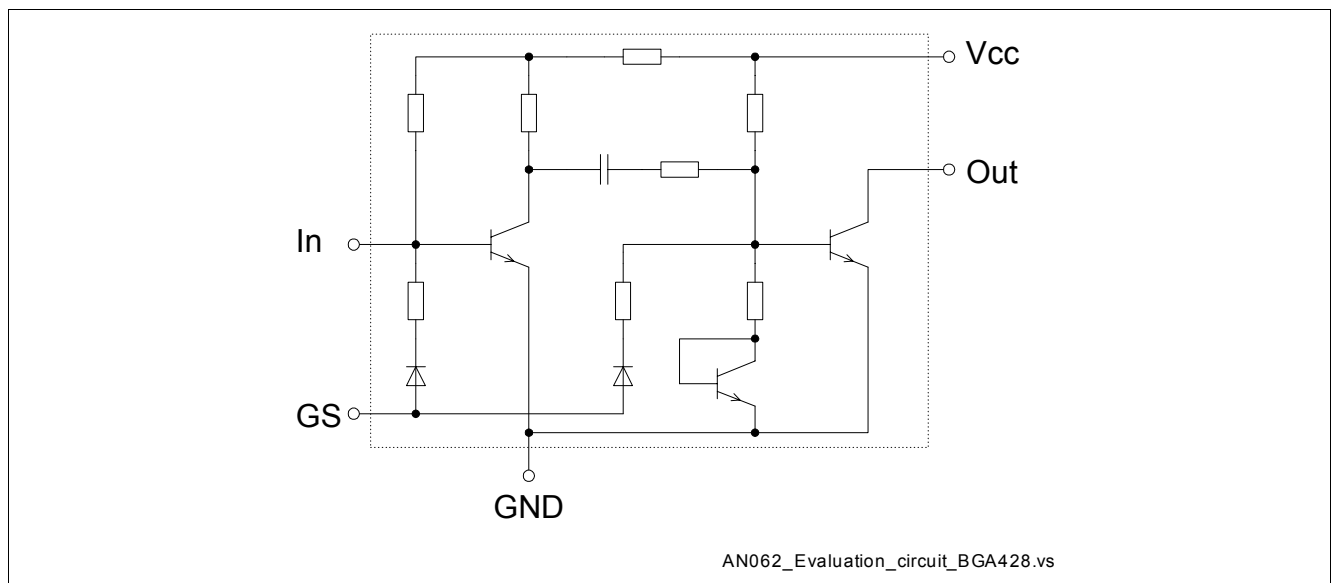 Vcc
Out
In
GS
GND
AN062_Evaluation_circuit_BGA428.vs